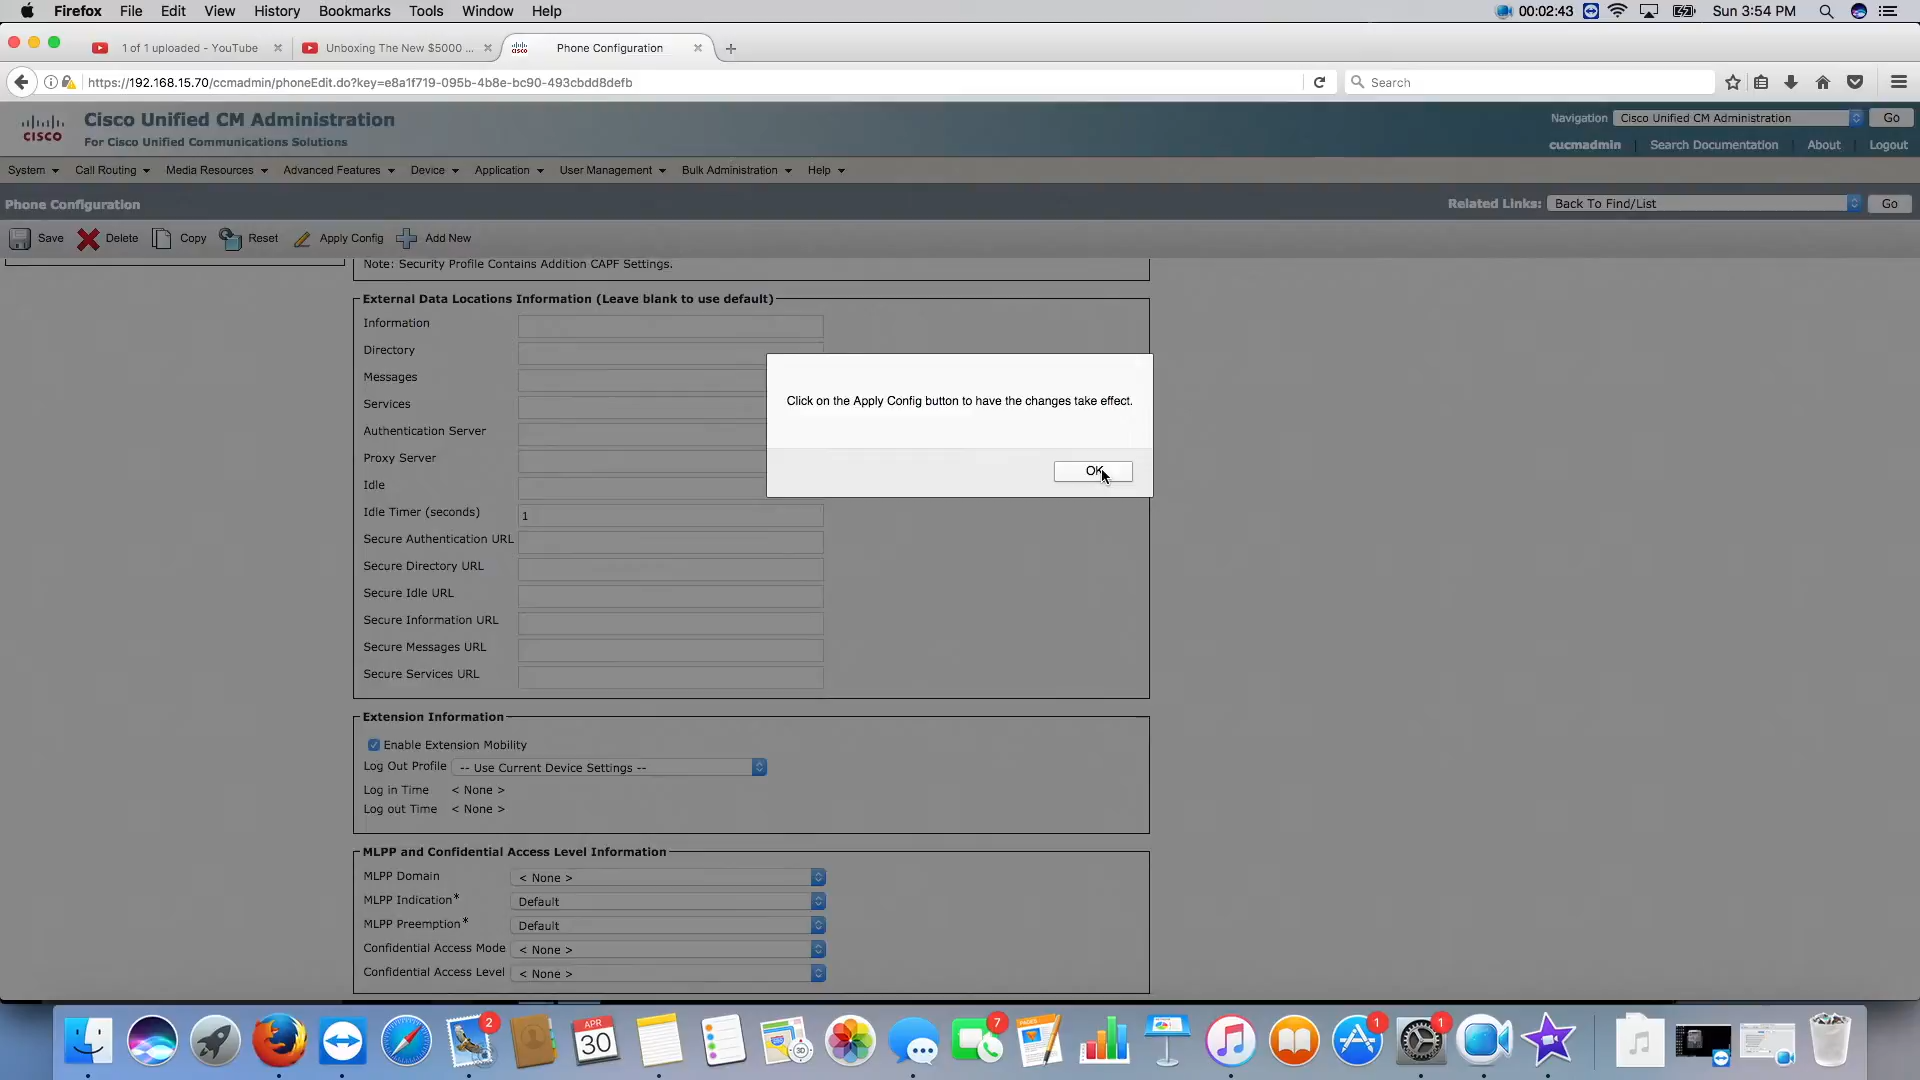 Firefox File Edit View History Bookmarks Tools Window Help 00:02:43 Sun 3:54 PM
1 of 1 uploaded - YouTube Unboxing The New $5000 ... Phone Configuration
https://192.168.15.70/ccmadmin/phoneEdit.do?key=e8a1f719-095b-4b8e-bc90-493cbdd8defb Search
CISCO
Cisco Unified CM Administration
For Cisco Unified Communications Solutions
Navigation Cisco Unified CM Administration Go
cucmadmin Search Documentation About Logout
System Call Routing Media Resources Advanced Features Device Application User Management Bulk Administration Help
Phone Configuration
Related Links: Back To Find/List Go
Save Delete Copy Reset Apply Config Add New
Note: Security Profile Contains Addition CAPF Settings.
External Data Locations Information (Leave blank to use default)
Information
Directory
Messages
Services
Authentication Server
Proxy Server
Idle
Idle Timer (seconds) 1
Secure Authentication URL
Secure Directory URL
Secure Idle URL
Secure Information URL
Secure Messages URL
Secure Services URL
Click on the Apply Config button to have the changes take effect.
OK
Extension Information
Enable Extension Mobility
Log Out Profile -- Use Current Device Settings --
Log in Time < None >
Log out Time < None >
MLPP and Confidential Access Level Information
MLPP Domain < None >
MLPP Indication* Default
MLPP Preemption* Default
Confidential Access Mode < None >
Confidential Access Level < None >
2
APR
30
7
PAGES
1
1